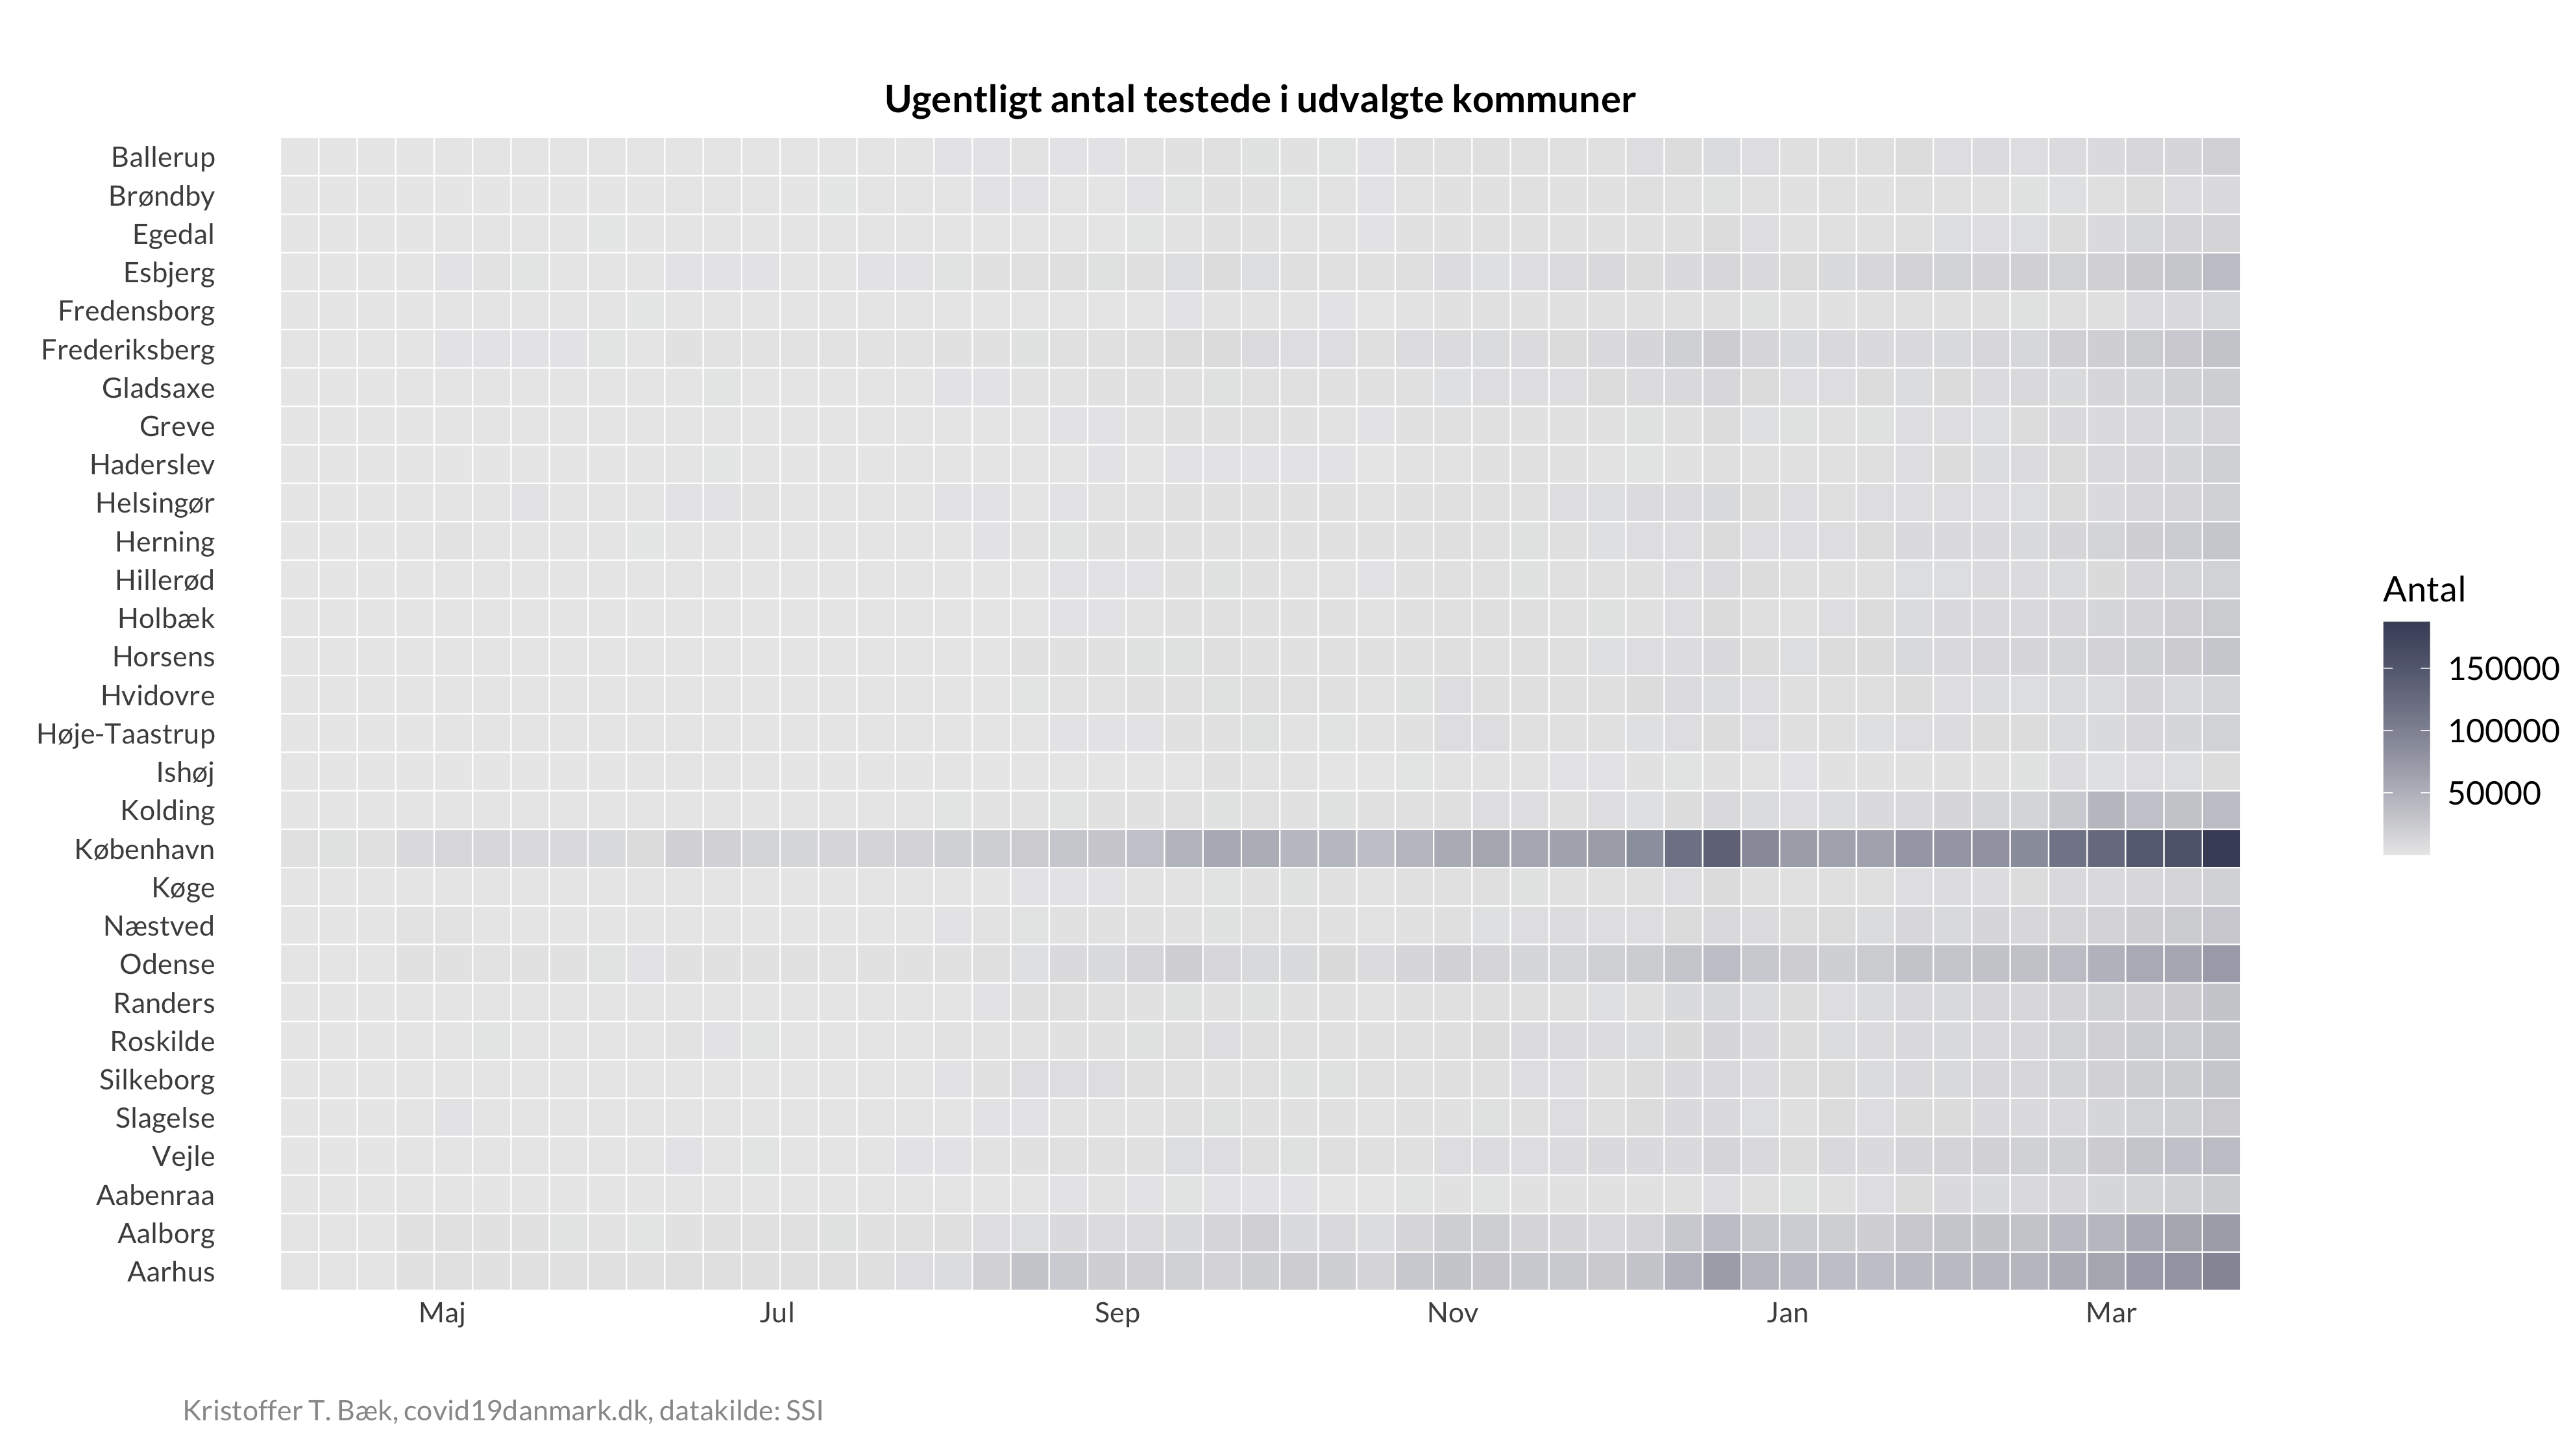 Ugentligt antal testede i udvalgte kommuner
Ballerup
Brøndby
Egedal
Esbjerg
Fredensborg
Frederiksberg
Gladsaxe
Greve
Haderslev
Helsingør
Herning
Hillerød
Holbæk
Horsens
Hvidovre
Høje-Taastrup
Ishøj
Kolding
København
Køge
Næstved
Odense
Randers
Roskilde
Silkeborg
Slagelse
Vejle
Aabenraa
Aalborg
Aarhus
Maj Jul Sep Nov Jan Mar
Antal
150000
100000
50000
Kristoffer T. Bæk, covid19danmark.dk, datakilde: SSI